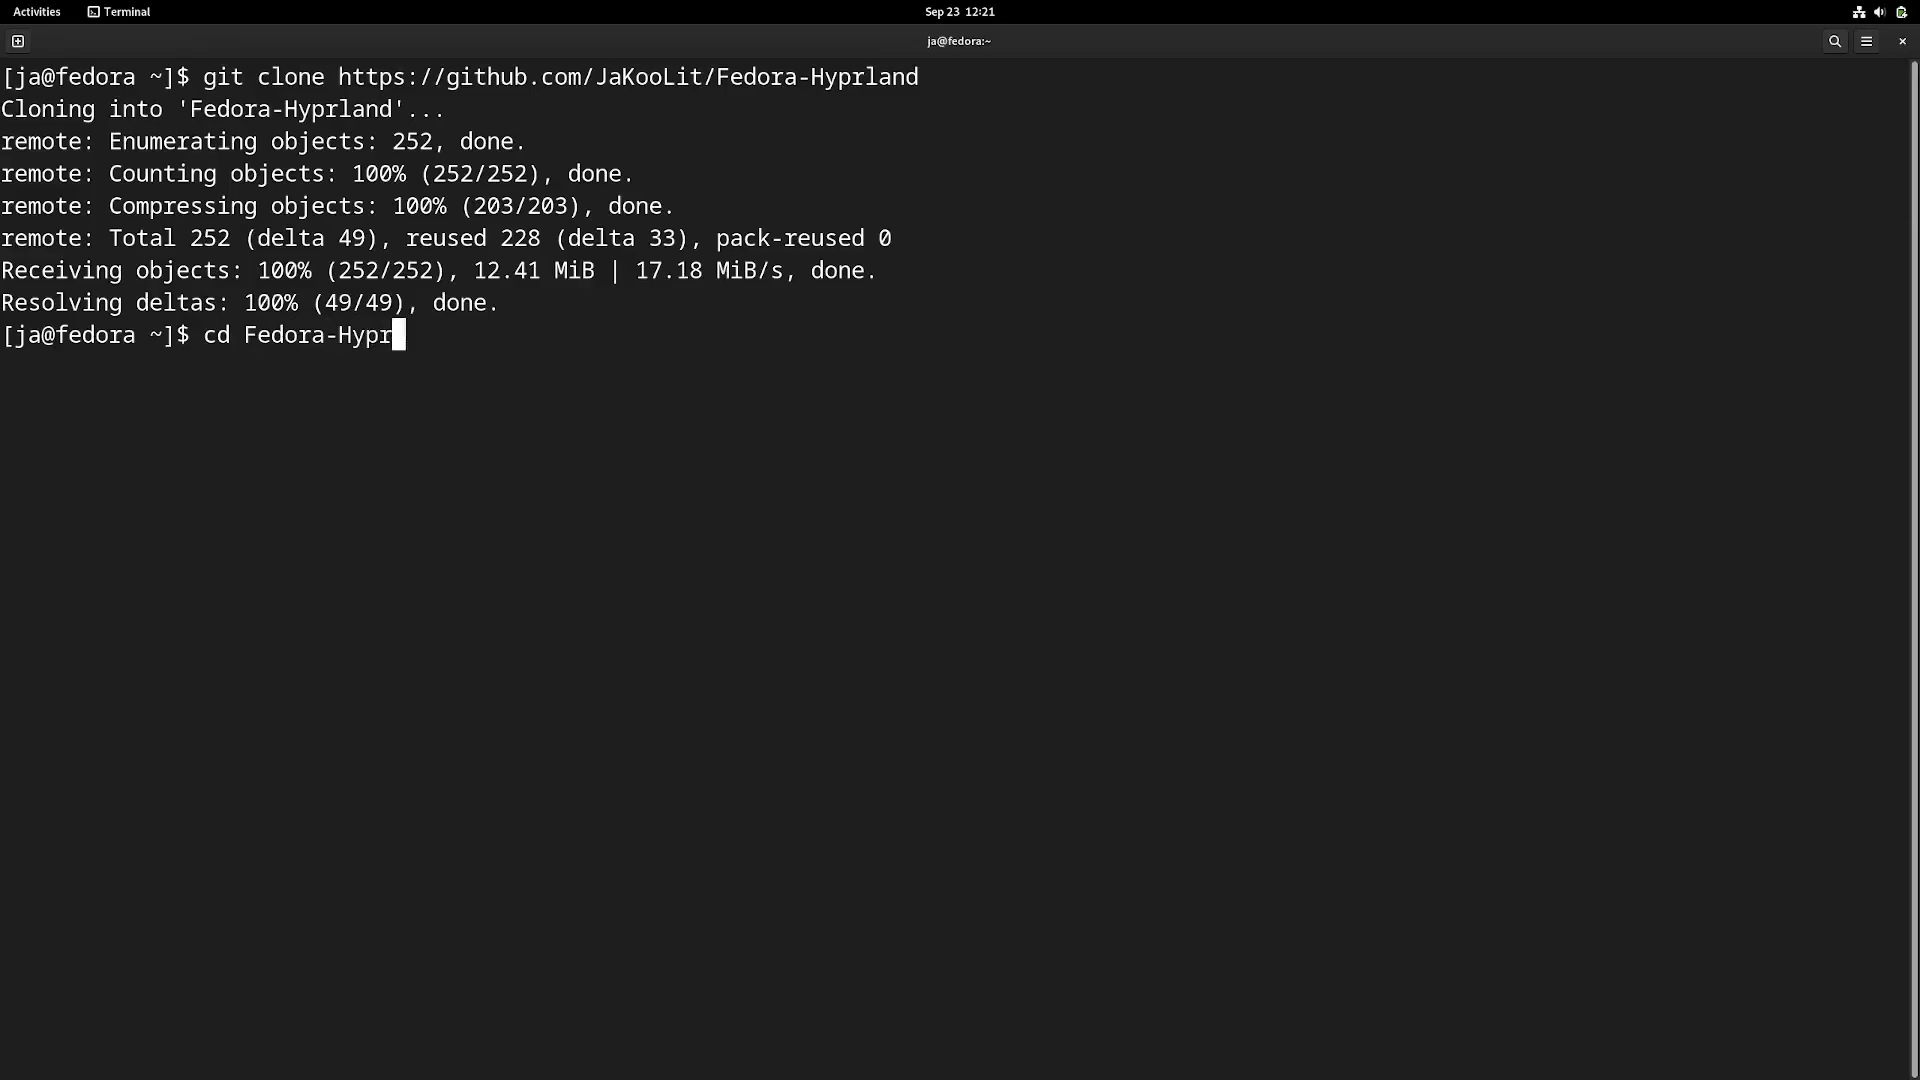 Activities Terminal Sep 23 12:21
ja@fedora:~
[ja@fedora ~]$ git clone https://github.com/JaKooLit/Fedora-Hyprland
Cloning into 'Fedora-Hyprland'...
remote: Enumerating objects: 252, done.
remote: Counting objects: 100% (252/252), done.
remote: Compressing objects: 100% (203/203), done.
remote: Total 252 (delta 49), reused 228 (delta 33), pack-reused 0
Receiving objects: 100% (252/252), 12.41 MiB | 17.18 MiB/s, done.
Resolving deltas: 100% (49/49), done.
[ja@fedora ~]$ cd Fedora-Hypr